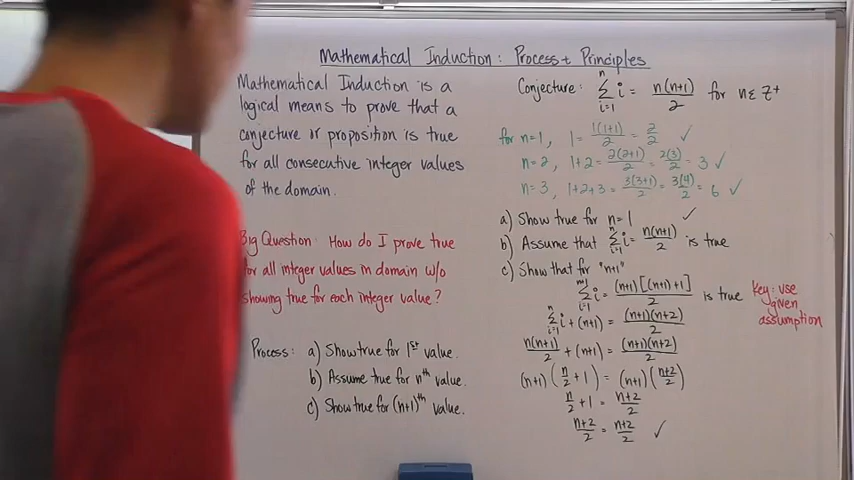 Mathematical Induction: Process + Principles
Mathematical Induction is a
logical means to prove that a
conjecture or proposition is true
for all consecutive integer values
of the domain.
Big Question: How do I prove true
for all integer values in domain w/o
showing true for each integer value?
Process: a) Show true for 1st value.
b) Assume true for nth value.
c) Show true for (n+1)th value.
Conjecture: n∑i=1 i = n(n+1)/2 for n ε Z+
for n=1, 1 = 1(1+1)/2 = 2/2 ✓
n=2, 1+2 = 2(2+1)/2 = 2(3)/2 = 3 ✓
n=3, 1+2+3 = 3(3+1)/2 = 3(4)/2 = 6 ✓
a) Show true for n=1 ✓
b) Assume that n∑i=1 i = n(n+1)/2 is true
c) Show that for "n+1"
n+1∑i=1 i = (n+1)[(n+1)+1]/2 is true
n∑i=1 i + (n+1) = (n+1)(n+2)/2
n(n+1)/2 + (n+1) = (n+1)(n+2)/2
(n+1)(n/2 + 1) = (n+1)(n+2/2)
n/2 + 1 = n+2/2
n+2/2 = n+2/2 ✓
Key: use
given
assumption